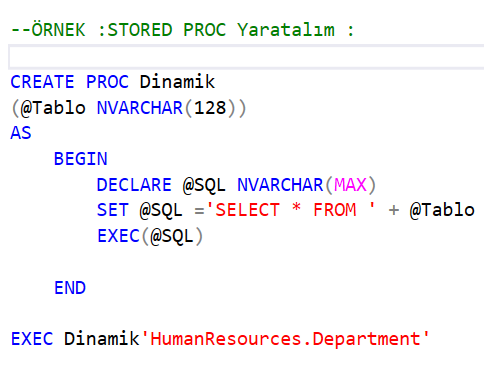 --ÖRNEK :STORED PROC Yaratalım :
CREATE PROC Dinamik
(@Tablo NVARCHAR(128))
AS
BEGIN
DECLARE @SQL NVARCHAR(MAX)
SET @SQL ='SELECT * FROM ' + @Tablo
EXEC(@SQL)
END
EXEC Dinamik'HumanResources.Department'